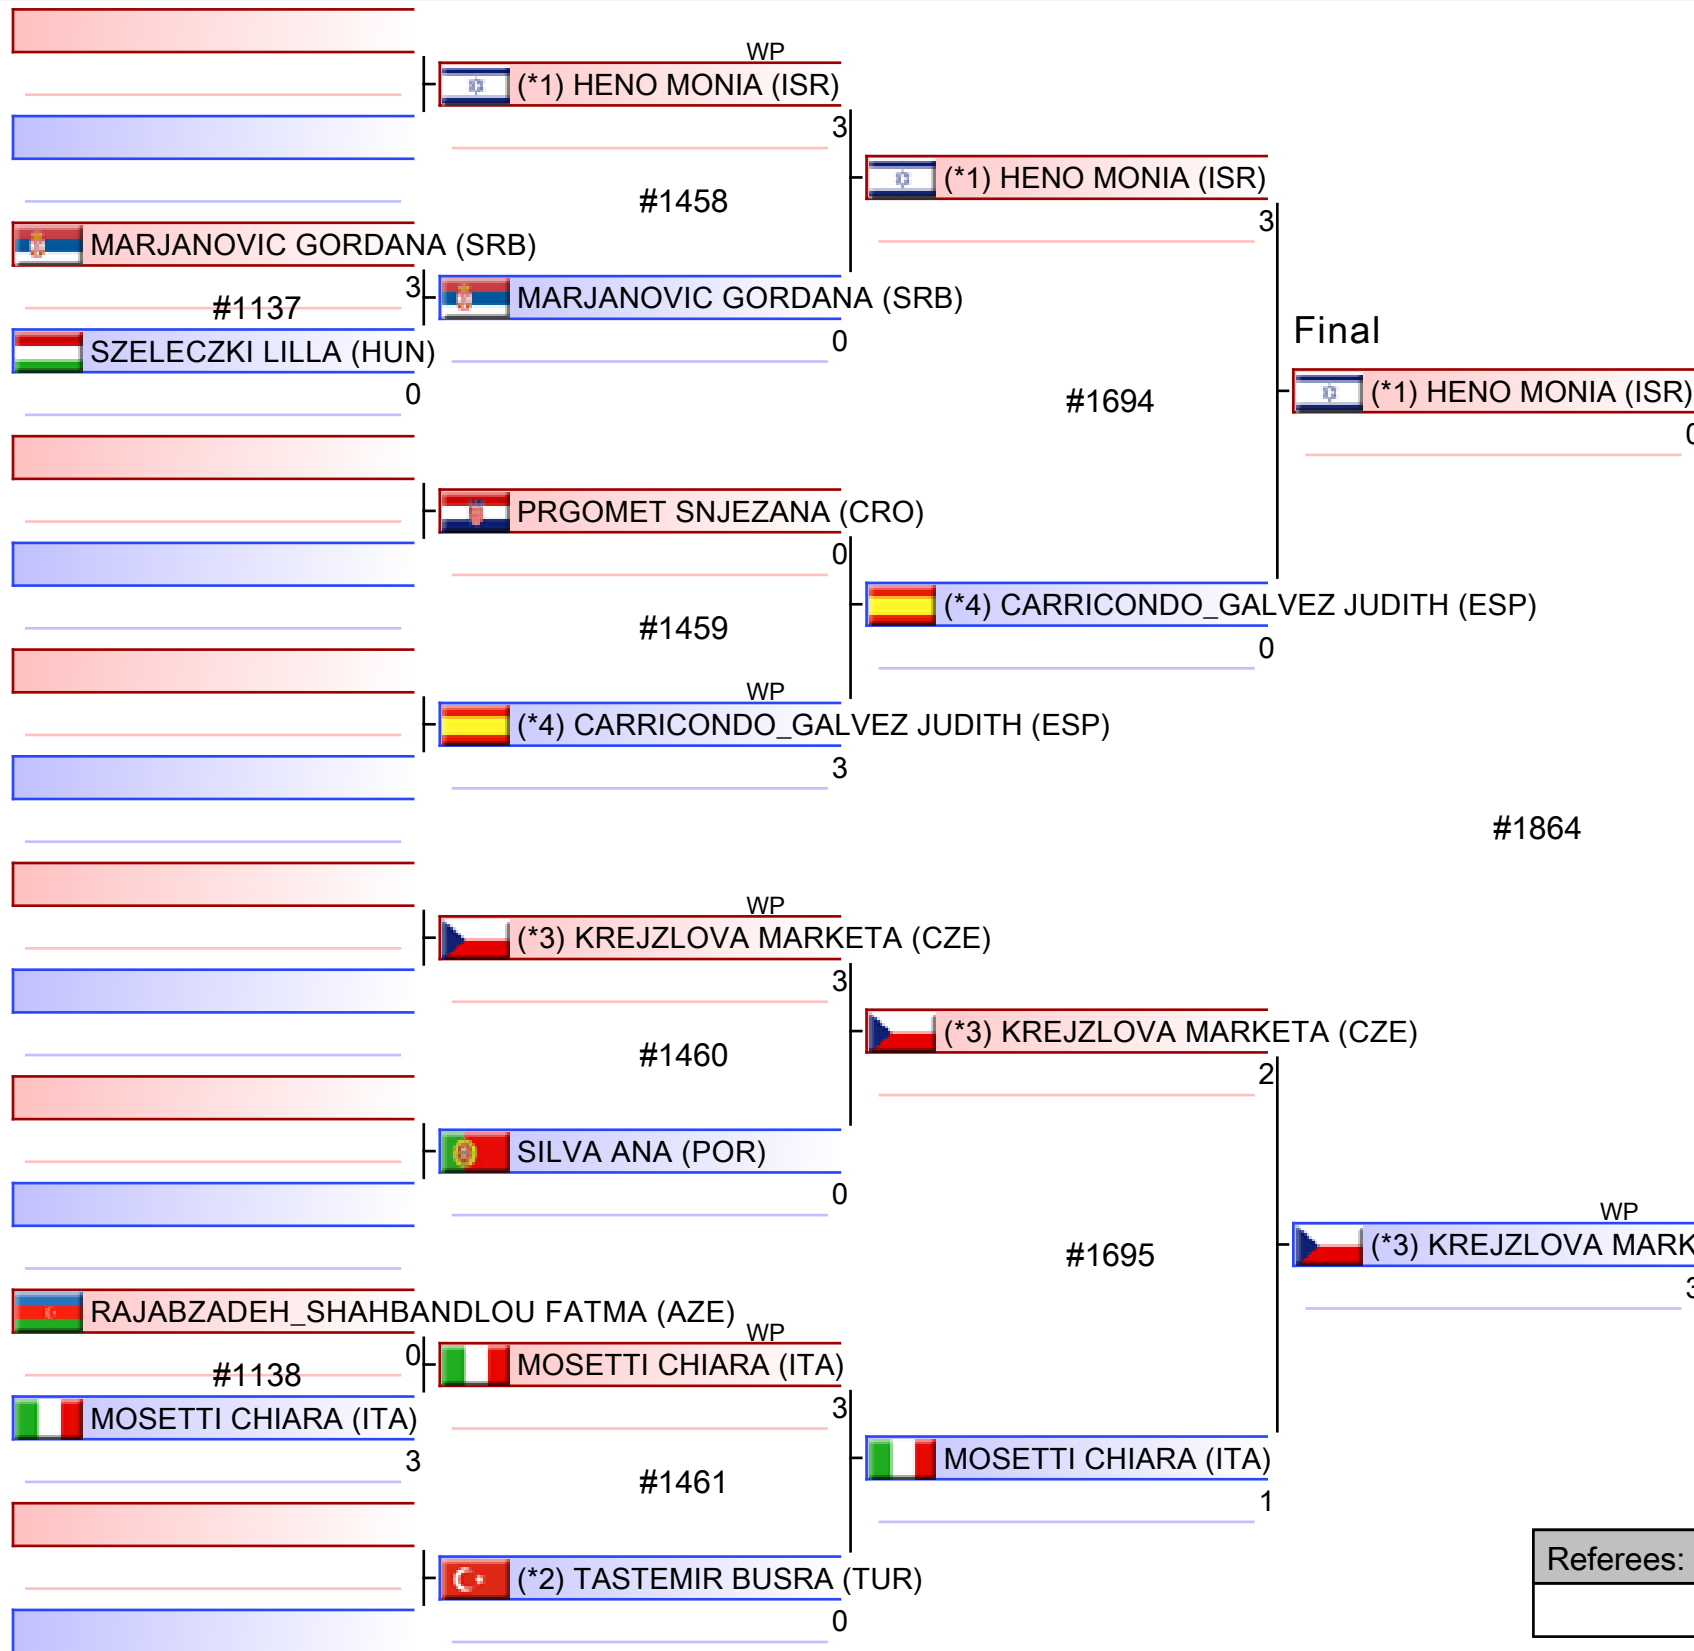 WP
(*1) HENO MONIA (ISR)
3
(*1) HENO MONIA (ISR)
3
#1458
MARJANOVIC GORDANA (SRB)
3
#1137
MARJANOVIC GORDANA (SRB)
0
SZELECZKI LILLA (HUN)
0
Final
(*1) HENO MONIA (ISR)
0
#1694
PRGOMET SNJEZANA (CRO)
0
(*4) CARRICONDO_GALVEZ JUDITH (ESP)
0
#1459
WP
(*4) CARRICONDO_GALVEZ JUDITH (ESP)
3
#1864
WP
(*3) KREJZLOVA MARKETA (CZE)
3
(*3) KREJZLOVA MARKETA (CZE)
2
#1460
SILVA ANA (POR)
0
#1695
WP
(*3) KREJZLOVA MARK
3
RAJABZADEH_SHAHBANDLOU FATMA (AZE)
0
#1138
WP
MOSETTI CHIARA (ITA)
3
MOSETTI CHIARA (ITA)
3
MOSETTI CHIARA (ITA)
1
#1461
(*2) TASTEMIR BUSRA (TUR)
0
Referees: